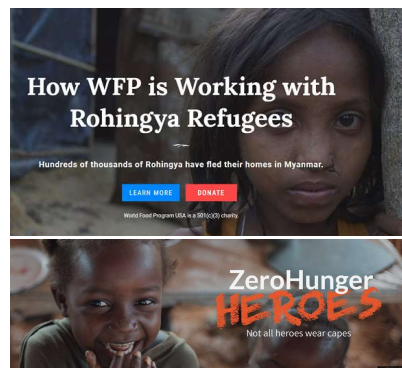 How WFP is Working with
Rohingya Refugees
Hundreds of thousands of Rohingya have fled their homes in Myanmar.
LEARN MORE
DONATE
World Food Program USA is a 501(c)(3) charity.
ZeroHunger
HEROES
Not all heroes wear capes